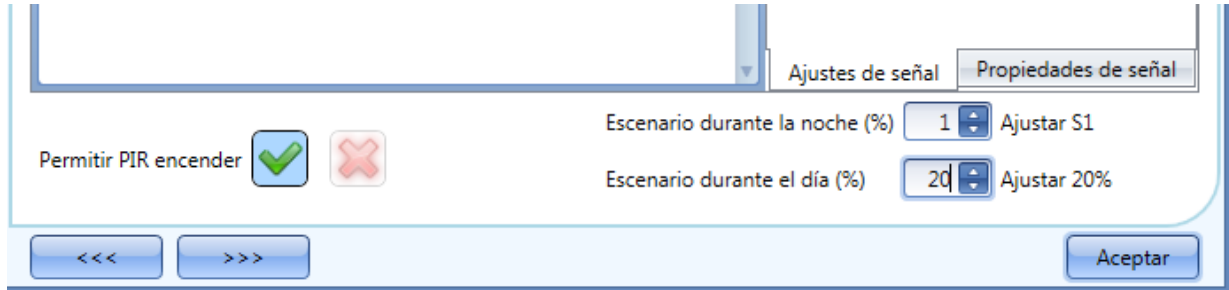 Ajustes de señal
Propiedades de señal
Escenario durante la noche (%) 1 Ajustar S1
Permitir PIR encender
Escenario durante el día (%) 20 Ajustar 20%
<<< >>> Aceptar